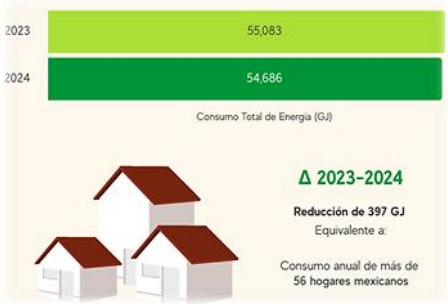 2023
55,083
2024
54,686
Consumo Total de Energia (GJ)
Δ 2023-2024
Reducción de 397 GJ
Equivalente a:
Consumo anual de más de
56 hogares mexicanos